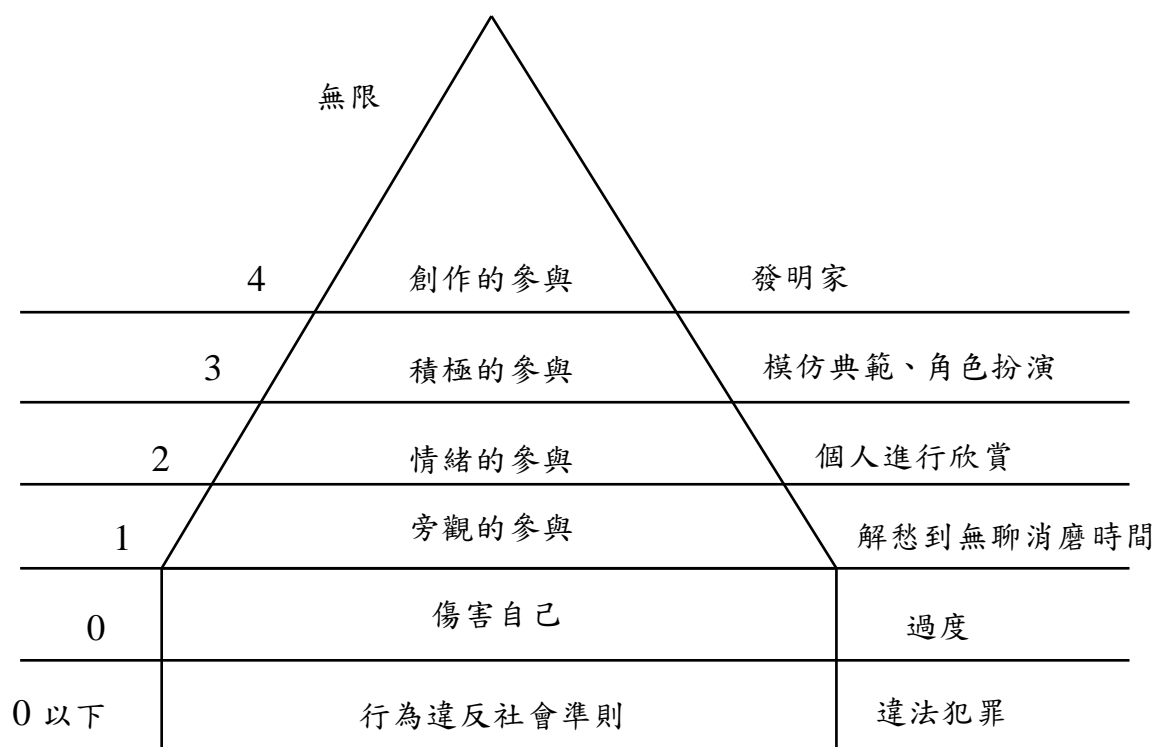 無限
4 創作的參與 發明家
3 積極的參與 模仿典範、角色扮演
2 情緒的參與 個人進行欣賞
1 旁觀的參與 解愁到無聊消磨時間
0 傷害自己 過度
0 以下 行為違反社會準則 違法犯罪